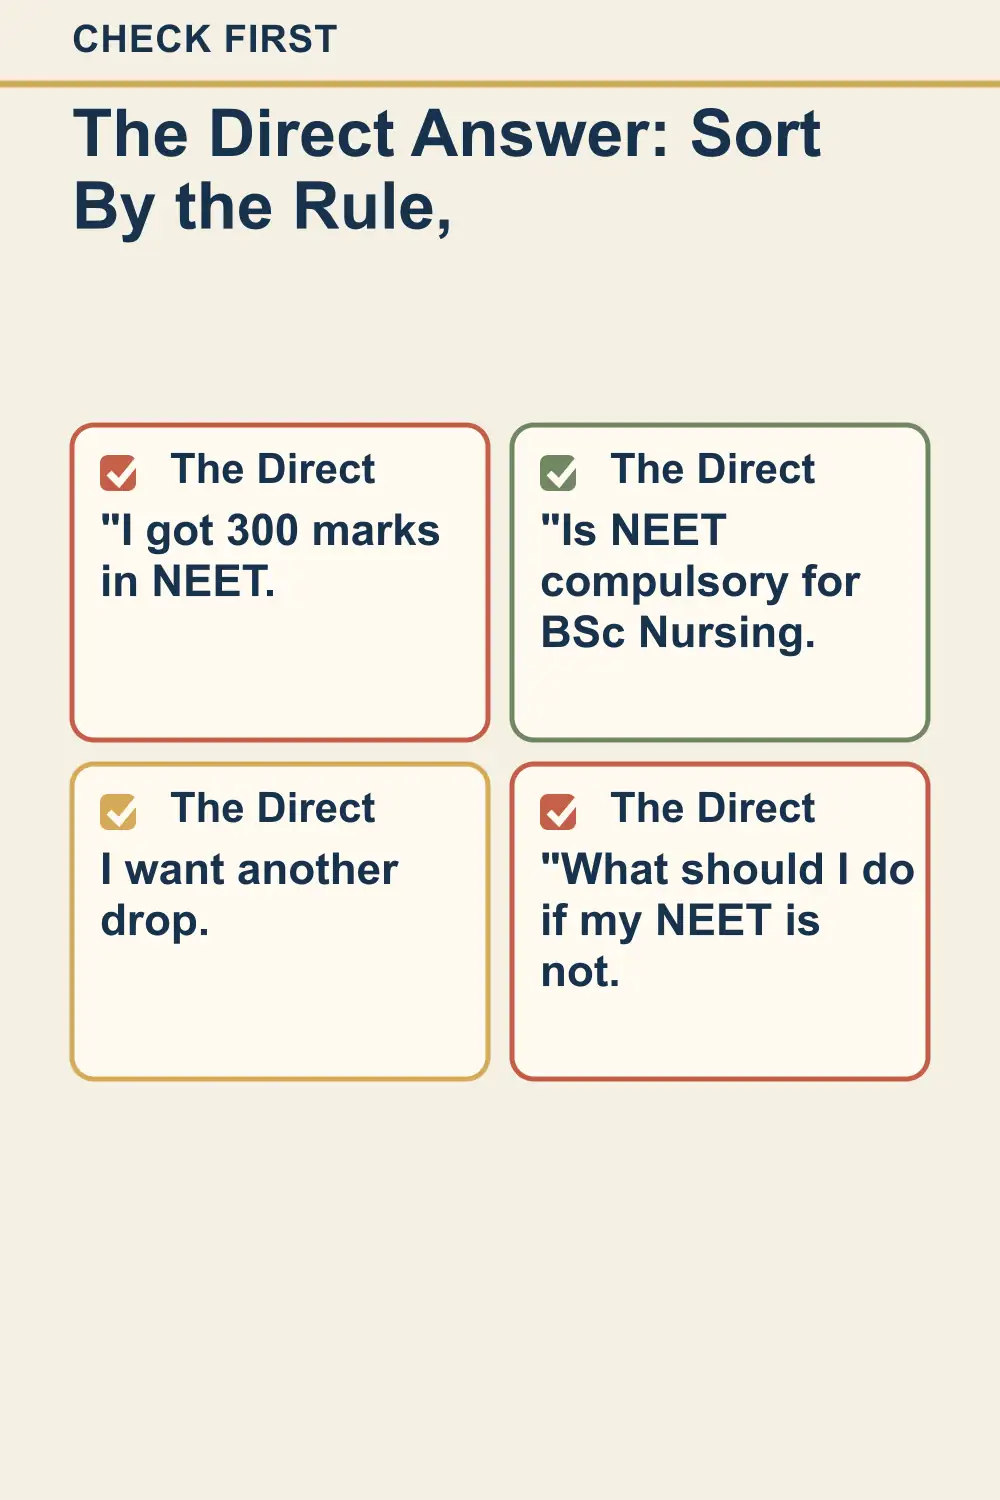 CHECK FIRST
The Direct Answer: Sort
By the Rule,
The Direct
"I got 300 marks
in NEET.
The Direct
"Is NEET
compulsory for
BSc Nursing.
The Direct
I want another
drop.
The Direct
"What should I do
if my NEET is
not.